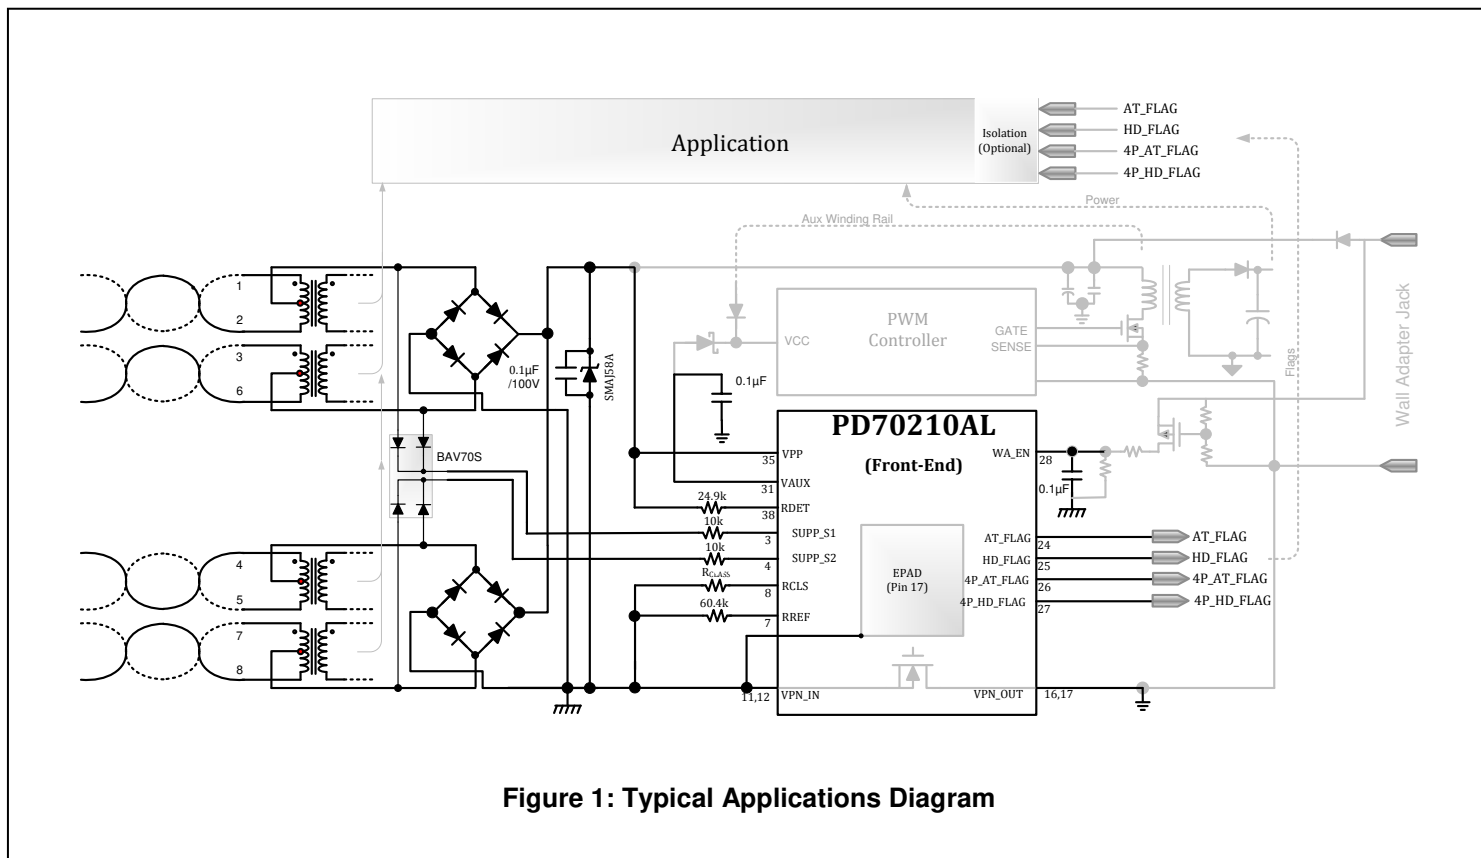 Application
Isolation
(Optional)
AT_FLAG
HD_FLAG
4P_AT_FLAG
4P_HD_FLAG
Power
Aux Winding Rail
1
2
3
6
0.1µF
/100V
SMAJ58A
PWM
Controller
VCC
GATE
SENSE
Flags
Wall Adapter Jack
0.1µF
PD70210AL
(Front-End)
BAV70S
VPP
35
VAUX
31
24.9k
RDET
38
10k
SUPP_S1
3
10k
SUPP_S2
4
RCLASS
RCLS
8
60.4k
RREF
7
WA_EN
28
0.1µF
EPAD
(Pin 17)
AT_FLAG
24
AT_FLAG
HD_FLAG
25
HD_FLAG
4P_AT_FLAG
26
4P_AT_FLAG
4P_HD_FLAG
27
4P_HD_FLAG
4
5
7
8
11,12
VPN_IN
VPN_OUT
16,17
Figure 1: Typical Applications Diagram